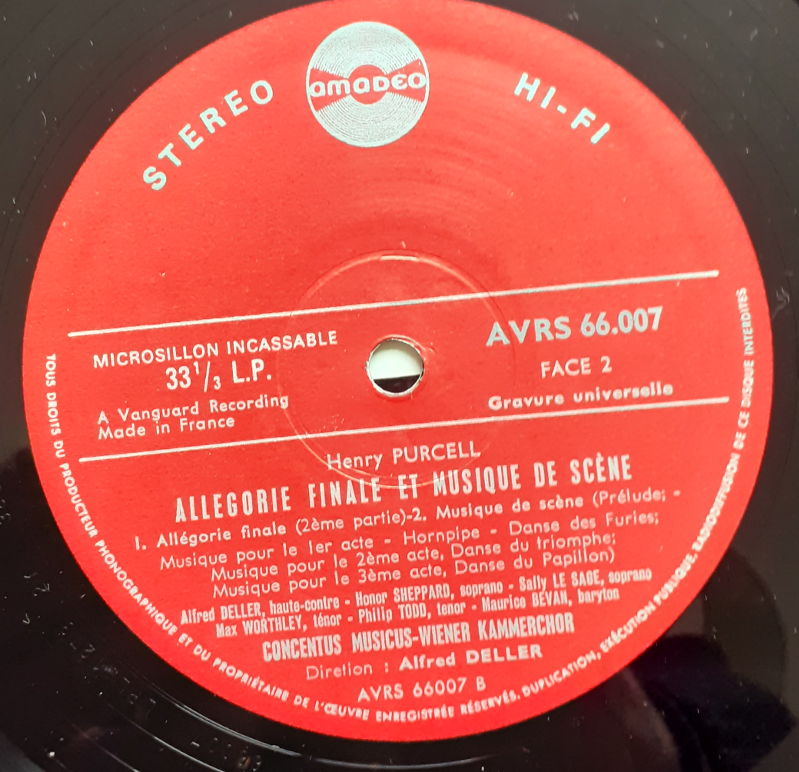 STEREO
amadeo
HI-FI
MICROSILLON INCASSABLE
33 1/3 L.P.
A Vanguard Recording
Made in France
AVRS 66.007
FACE 2
Gravure universelle
Henry PURCELL
ALLEGORIE FINALE ET MUSIQUE DE SCÈNE
1. Allégorie finale (2ème partie)-2. Musique de scène (Prélude; -
Musique pour le 1er acte - Hornpipe - Danse des Furies;
Musique pour le 2ème acte, Danse du triomphe;
Musique pour le 3ème acte, Danse du Papillon)
Alfred DELLER, haute-contre - Honor SHEPPARD, soprano - Sally LE SAGE, soprano
Max WORTHLEY, ténor - Philip TODD, tenor - Maurice BEVAN, baryton
CONCENTUS MUSICUS-WIENER KAMMERCHOR
Diretion : Alfred DELLER
AVRS 66007 B
TOUS DROITS DU PRODUCTEUR PHONOGRAPHIQUE ET DU PROPRIÉTAIRE DE L'ŒUVRE ENREGISTRÉE RÉSERVÉS. DUPLICATION, EXÉCUTION PUBLIQUE, RADIODIFFUSION DE CE DISQUE INTERDITES